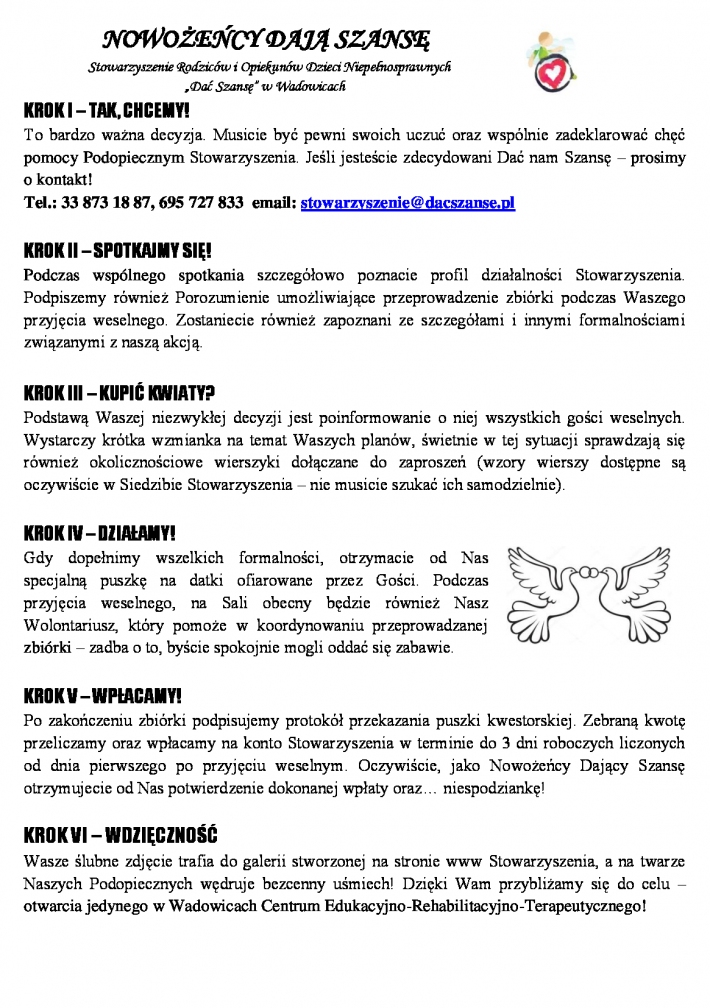 NOWOŻEŃCY DAJĄ SZANSĘ
Stowarzyszenie Rodziców i Opiekunów Dzieci Niepełnosprawnych
„Dać Szansę” w Wadowicach
KROK I – TAK, CHCEMY!
To bardzo ważna decyzja. Musicie być pewni swoich uczuć oraz wspólnie zadeklarować chęć
pomocy Podopiecznym Stowarzyszenia. Jeśli jesteście zdecydowani Dać nam Szansę – prosimy
o kontakt!
Tel.: 33 873 18 87, 695 727 833 email: stowarzyszenie@dacszanse.pl
KROK II – SPOTKAJMY SIĘ!
Podczas wspólnego spotkania szczegółowo poznacie profil działalności Stowarzyszenia.
Podpiszemy również Porozumienie umożliwiające przeprowadzenie zbiórki podczas Waszego
przyjęcia weselnego. Zostaniecie również zapoznani ze szczegółami i innymi formalnościami
związanymi z naszą akcją.
KROK III – KUPIĆ KWIATY?
Podstawą Waszej niezwykłej decyzji jest poinformowanie o niej wszystkich gości weselnych.
Wystarczy krótka wzmianka na temat Waszych planów, świetnie w tej sytuacji sprawdzają się
również okolicznościowe wierszyki dołączane do zaproszeń (wzory wierszy dostępne są
oczywiście w Siedzibie Stowarzyszenia – nie musicie szukać ich samodzielnie).
KROK IV – DZIAŁAMY!
Gdy dopełnimy wszelkich formalności, otrzymacie od Nas
specjalną puszkę na datki ofiarowane przez Gości. Podczas
przyjęcia weselnego, na Sali obecny będzie również Nasz
Wolontariusz, który pomoże w koordynowaniu przeprowadzanej
zbiórki – zadba o to, byście spokojnie mogli oddać się zabawie.
KROK V – WPŁACAMY!
Po zakończeniu zbiórki podpisujemy protokół przekazania puszki kwestorskiej. Zebraną kwotę
przeliczamy oraz wpłacamy na konto Stowarzyszenia w terminie do 3 dni roboczych liczonych
od dnia pierwszego po przyjęciu weselnym. Oczywiście, jako Nowożeńcy Dający Szansę
otrzymujecie od Nas potwierdzenie dokonanej wpłaty oraz… niespodziankę!
KROK VI – WDZIĘCZNOŚĆ
Wasze ślubne zdjęcie trafia do galerii stworzonej na stronie www Stowarzyszenia, a na twarze
Naszych Podopiecznych wędruje bezcenny uśmiech! Dzięki Wam przybliżamy się do celu –
otwarcia jedynego w Wadowicach Centrum Edukacyjno-Rehabilitacyjno-Terapeutycznego!